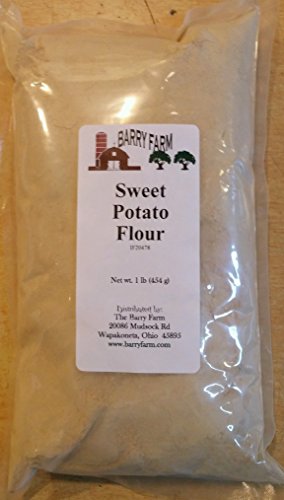 BARRY FARM
Sweet
Potato
Flour
IF20478
Net wt. 1 lb (454 g)
Distributed by:
The Barry Farm
20086 Mudsock Rd
Wapakoneta, Ohio 45895
www.barryfarm.com